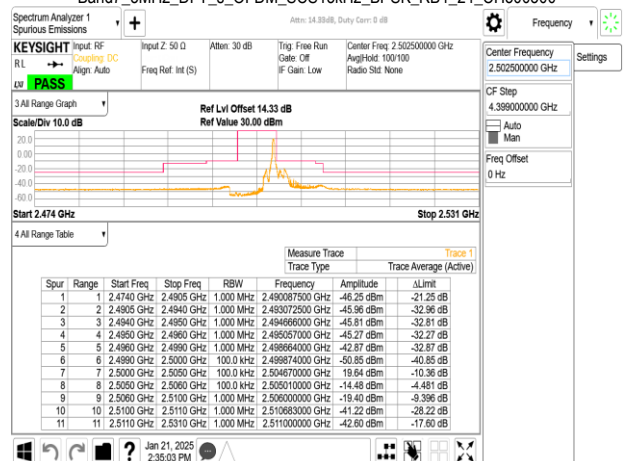 Band7_5MHz_DFT_S_OFDM_SCS15kHz_BPSK_RB1_24_CH500500
Spectrum Analyzer 1
Spurious Emissions
Attn: 14.33dB, Duty Corr: 0 dB
Frequency
KEYSIGHT
Input: RF
Input Z: 50 Ω
Atten: 30 dB
Trig: Free Run
Center Freq: 2.502500000 GHz
RL
Coupling: DC
Gate: Off
Avg|Hold: 100/100
Align: Auto
Freq Ref: Int (S)
IF Gain: Low
Radio Std: None
LXI
PASS
Center Frequency
2.502500000 GHz
Settings
CF Step
4.399000000 GHz
Auto
Man
Freq Offset
0 Hz
3 All Range Graph
Ref Lvl Offset 14.33 dB
Scale/Div 10.0 dB
Ref Value 30.00 dBm
20.0
0.00
-20.0
-40.0
-60.0
Start 2.474 GHz
Stop 2.531 GHz
4 All Range Table
Measure Trace Trace 1
Trace Type Trace Average (Active)
Spur Range Start Freq Stop Freq RBW Frequency Amplitude ΔLimit
1 1 2.4740 GHz 2.4905 GHz 1.000 MHz 2.490087500 GHz -46.25 dBm -21.25 dB
2 2 2.4905 GHz 2.4940 GHz 1.000 MHz 2.493072500 GHz -45.96 dBm -32.96 dB
3 3 2.4940 GHz 2.4950 GHz 1.000 MHz 2.494666000 GHz -45.81 dBm -32.81 dB
4 4 2.4950 GHz 2.4960 GHz 1.000 MHz 2.495057000 GHz -45.27 dBm -32.27 dB
5 5 2.4960 GHz 2.4990 GHz 1.000 MHz 2.498664000 GHz -42.87 dBm -32.87 dB
6 6 2.4990 GHz 2.5000 GHz 100.0 kHz 2.499874000 GHz -50.85 dBm -40.85 dB
7 7 2.5000 GHz 2.5050 GHz 100.0 kHz 2.504670000 GHz 19.64 dBm -10.36 dB
8 8 2.5050 GHz 2.5060 GHz 100.0 kHz 2.505010000 GHz -14.48 dBm -4.481 dB
9 9 2.5060 GHz 2.5100 GHz 1.000 MHz 2.506000000 GHz -19.40 dBm -9.396 dB
10 10 2.5100 GHz 2.5110 GHz 1.000 MHz 2.510683000 GHz -41.22 dBm -28.22 dB
11 11 2.5110 GHz 2.5310 GHz 1.000 MHz 2.511000000 GHz -42.60 dBm -17.60 dB
Jan 21, 2025
2:35:03 PM